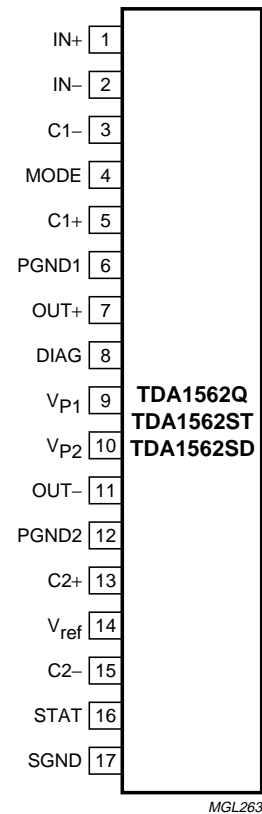 IN+ 1
IN− 2
C1− 3
MODE 4
C1+ 5
PGND1 6
OUT+ 7
DIAG 8
VP1 9
VP2 10
OUT− 11
PGND2 12
C2+ 13
Vref 14
C2− 15
STAT 16
SGND 17
TDA1562Q
TDA1562ST
TDA1562SD
MGL263